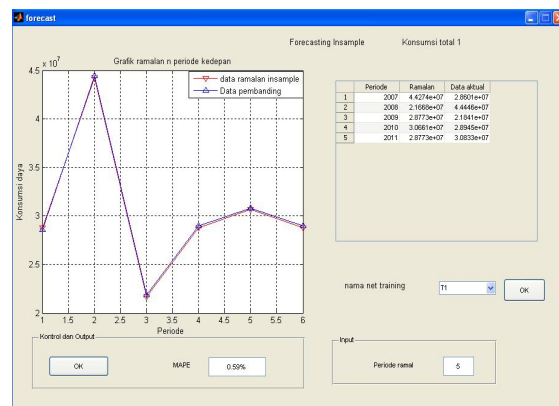 forecast
Forecasting Insample Konsumsi total 1
x 10^7
Grafik ramalan n periode kedepan
data ramalan insample
Data pembanding
4.5
4
3.5
3
2.5
2
Konsumsi daya
1 1.5 2 2.5 3 3.5 4 4.5 5 5.5 6
Periode
Periode Ramalan Data aktual
1 2007 4.4274e+07 2.8601e+07
2 2008 2.1668e+07 4.4446e+07
3 2009 2.8773e+07 2.1841e+07
4 2010 3.0661e+07 2.8945e+07
5 2011 2.8773e+07 3.0833e+07
nama net training T1 OK
Kontrol dan Output
OK MAPE 0.59%
Input
Periode ramal 5